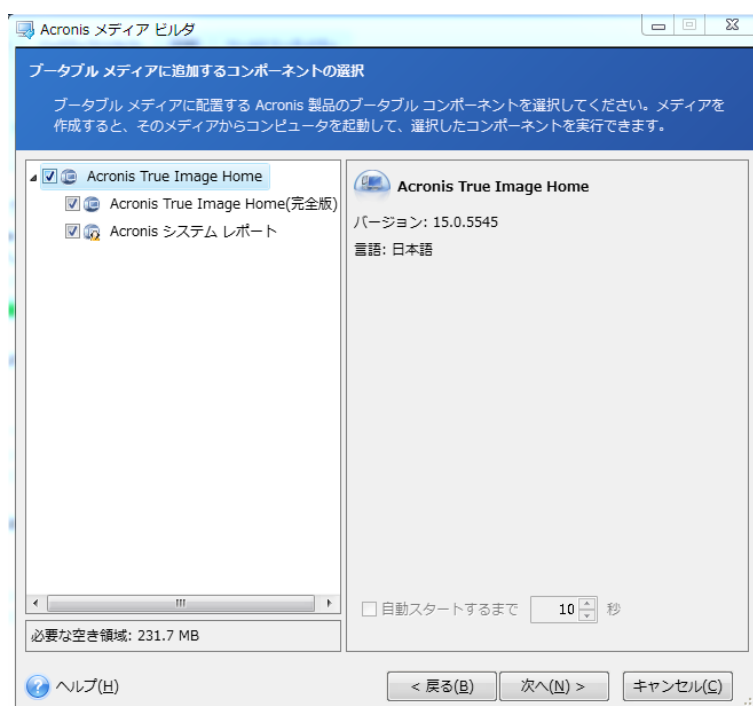 Acronis メディア ビルダ
ブータブル メディアに追加するコンポーネントの選択
ブータブル メディアに配置する Acronis 製品のブータブル コンポーネントを選択してください。メディアを
作成すると、そのメディアからコンピュータを起動して、選択したコンポーネントを実行できます。
Acronis True Image Home
Acronis True Image Home(完全版)
Acronis システム レポート
必要な空き領域: 231.7 MB
Acronis True Image Home
バージョン: 15.0.5545
言語: 日本語
自動スタートするまで 10 秒
ヘルプ(H)
< 戻る(B)
次へ(N) >
キャンセル(C)